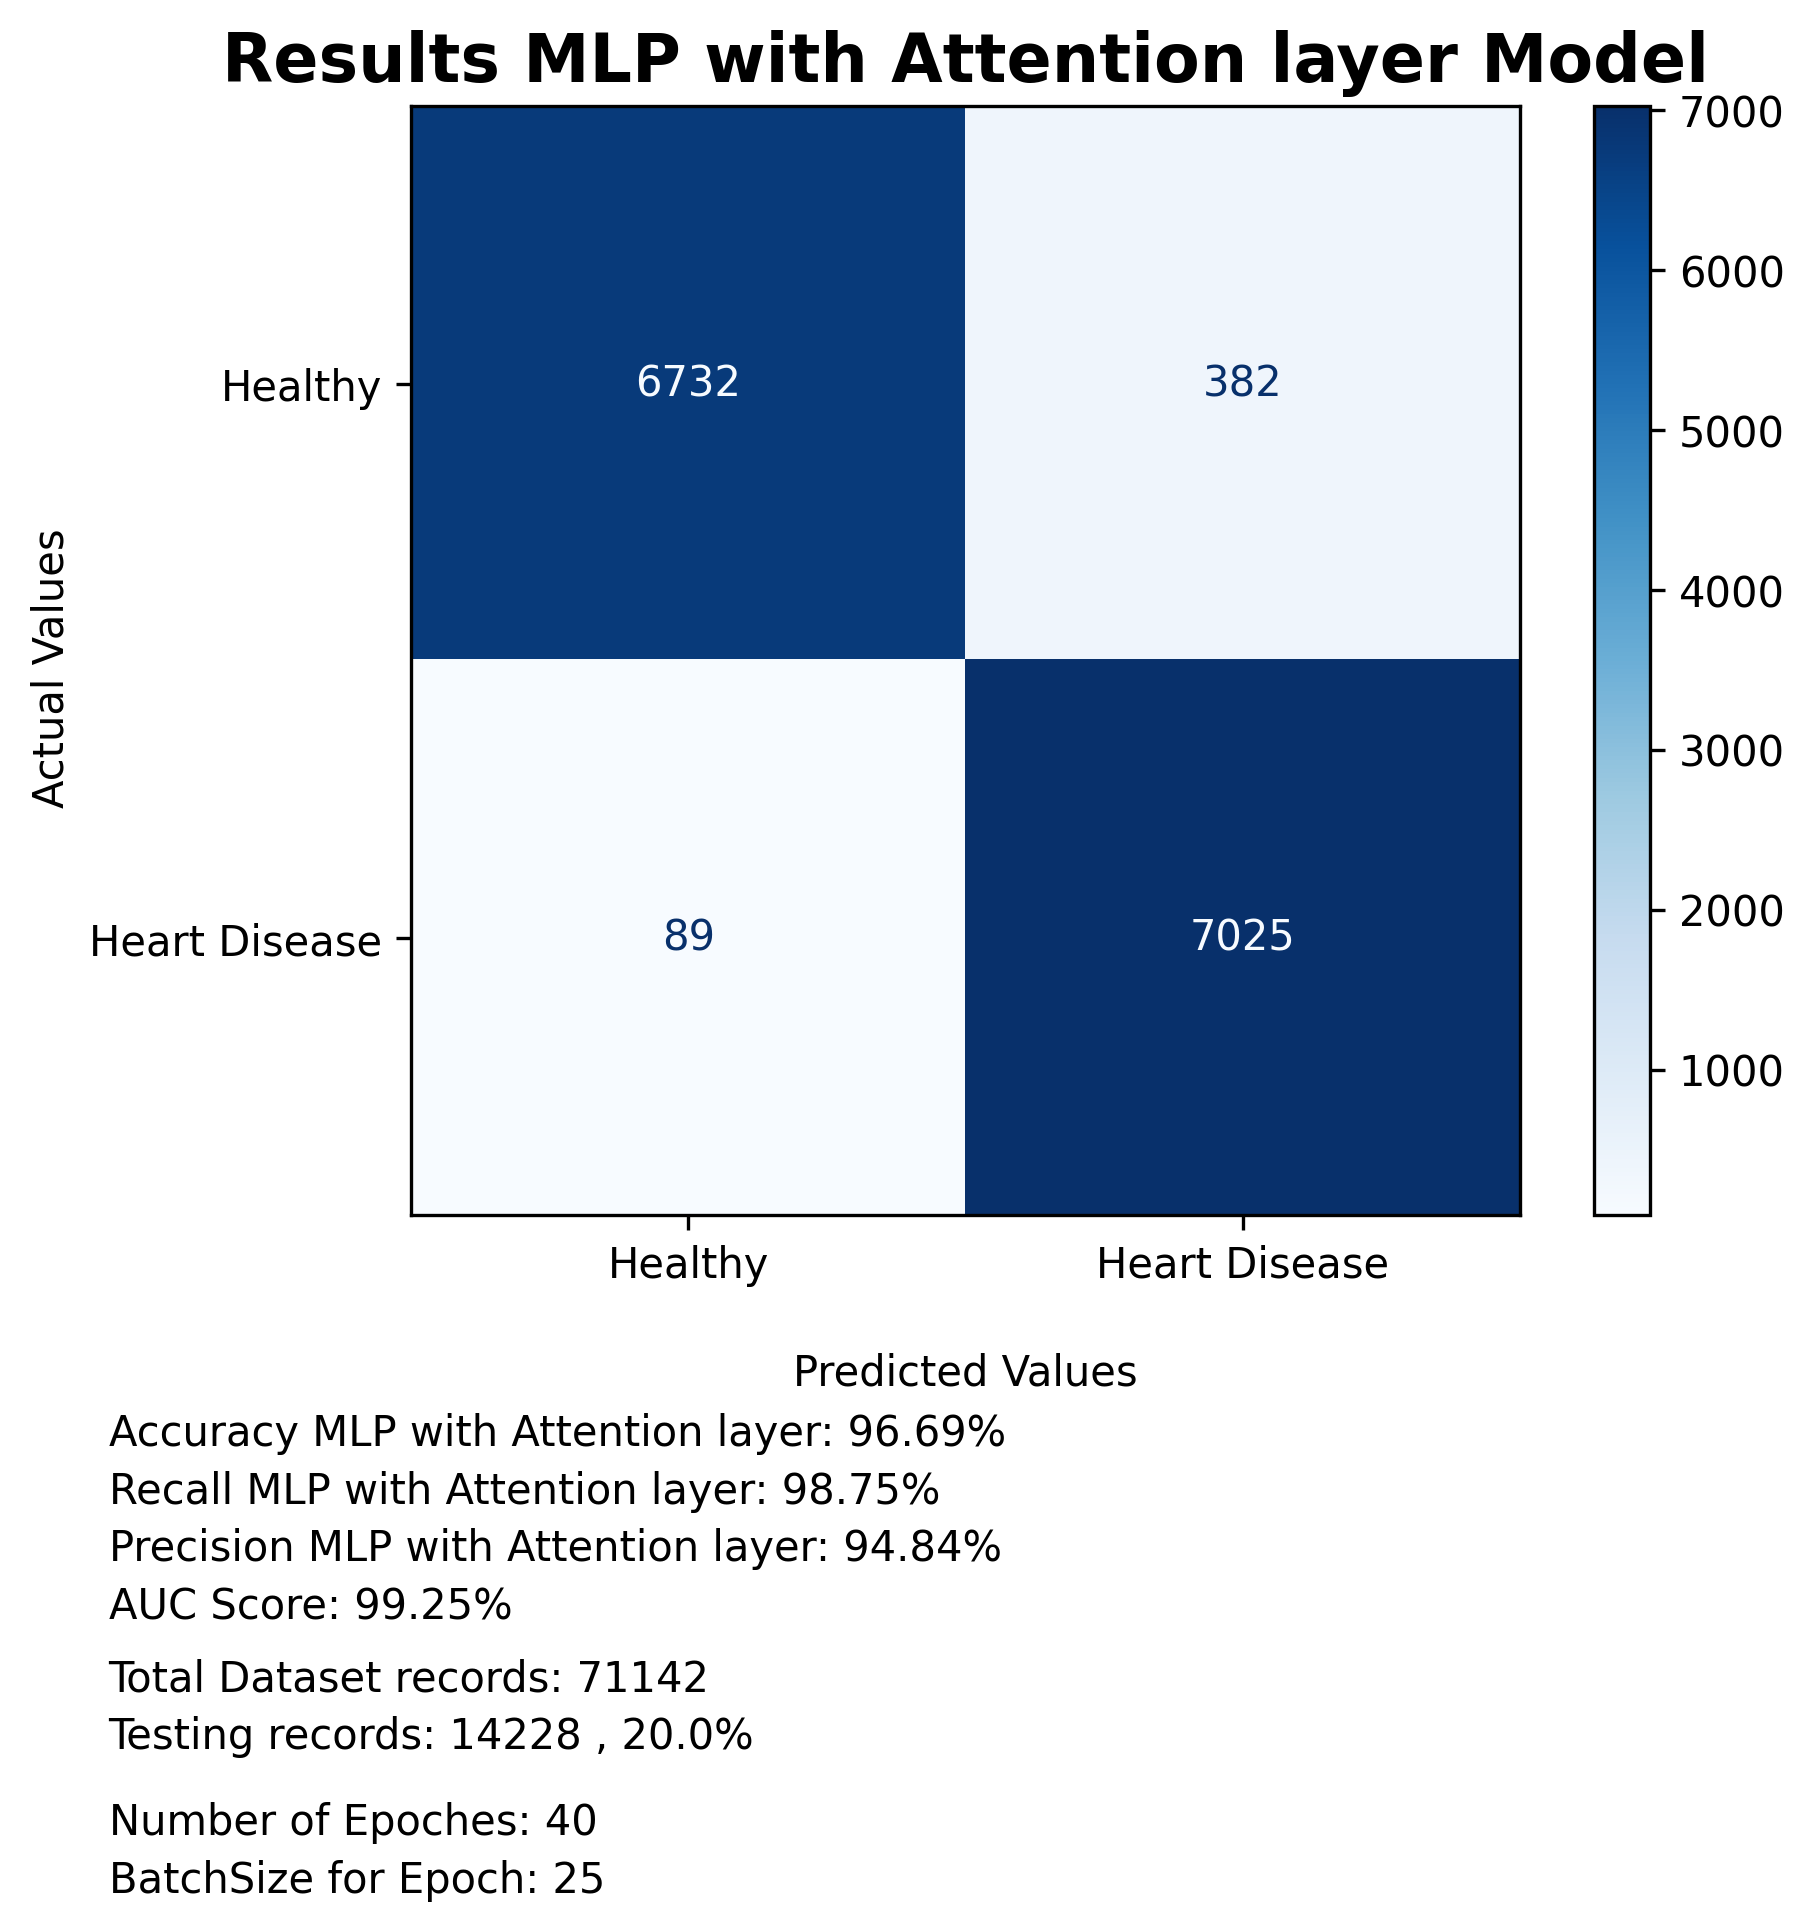 Results MLP with Attention layer Model
7000
6000
5000
4000
3000
2000
1000
Actual Values
Healthy
6732
382
Heart Disease
89
7025
Healthy
Heart Disease
Predicted Values
Accuracy MLP with Attention layer: 96.69%
Recall MLP with Attention layer: 98.75%
Precision MLP with Attention layer: 94.84%
AUC Score: 99.25%
Total Dataset records: 71142
Testing records: 14228 , 20.0%
Number of Epoches: 40
BatchSize for Epoch: 25